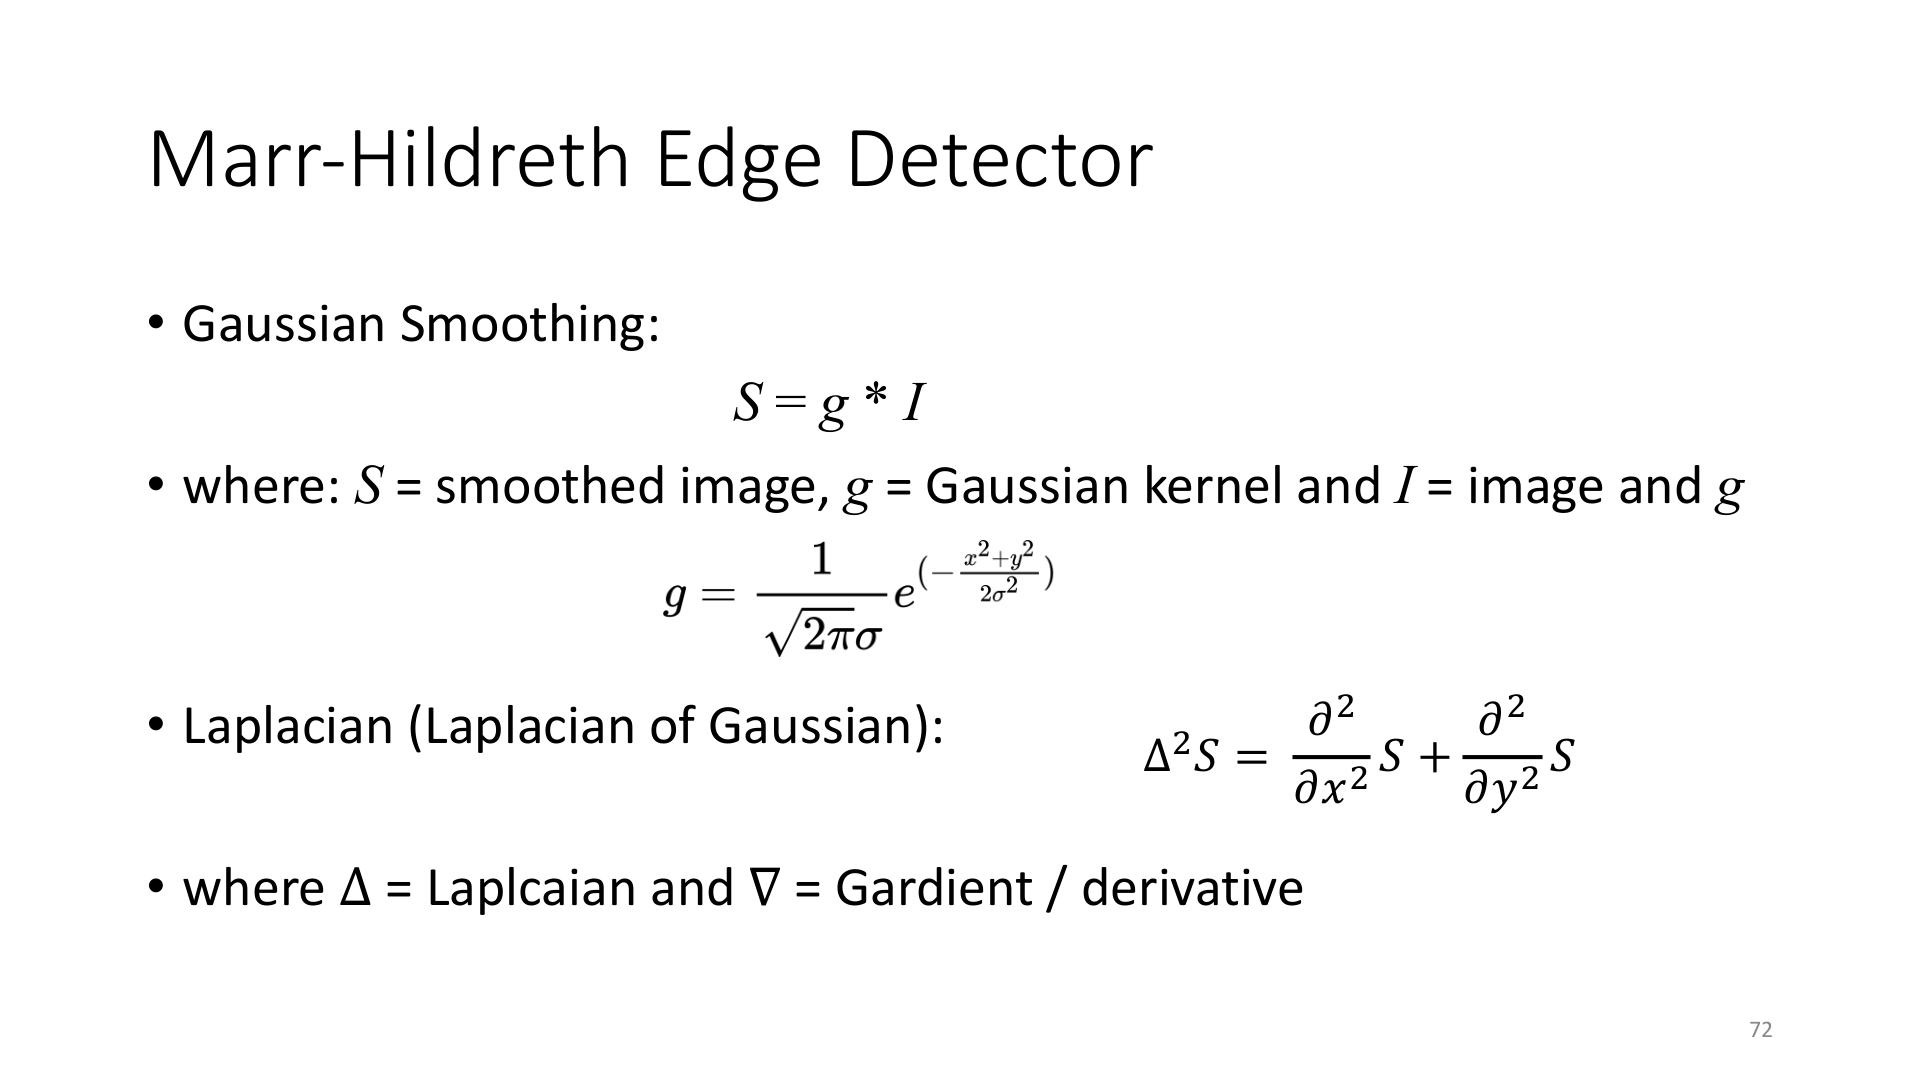 Marr-Hildreth Edge Detector
• Gaussian Smoothing:
S = g * I
• where: S = smoothed image, g = Gaussian kernel and I = image and g
g = \frac{1}{\sqrt{2\pi}\sigma} e^{(-\frac{x^2+y^2}{2\sigma^2})}
• Laplacian (Laplacian of Gaussian): \Delta^2 S = \frac{\partial^2}{\partial x^2} S + \frac{\partial^2}{\partial y^2} S
• where Δ = Laplcaian and ∇ = Gardient / derivative
72